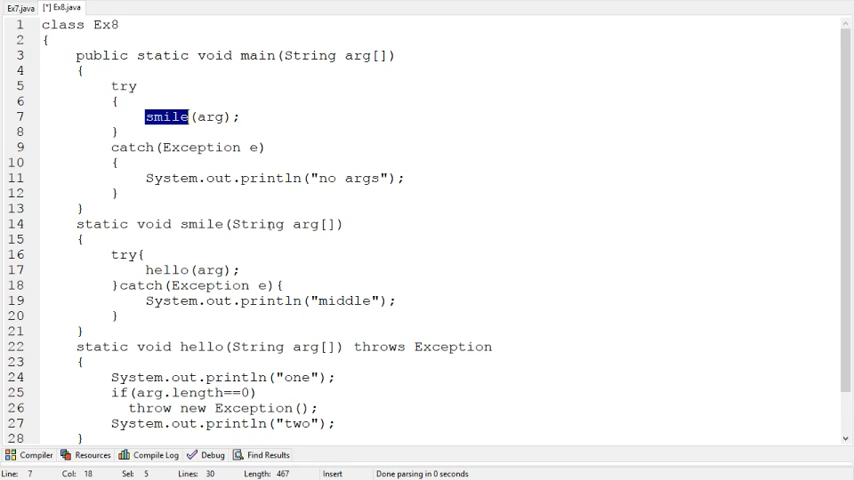 Ex7.java [*] Ex8.java
1 class Ex8
2 {
3 public static void main(String arg[])
4 {
5 try
6 {
7 smile(arg);
8 }
9 catch(Exception e)
10 {
11 System.out.println("no args");
12 }
13 }
14 static void smile(String arg[])
15 {
16 try{
17 hello(arg);
18 }catch(Exception e){
19 System.out.println("middle");
20 }
21 }
22 static void hello(String arg[]) throws Exception
23 {
24 System.out.println("one");
25 if(arg.length==0)
26 throw new Exception();
27 System.out.println("two");
28 }
Compiler Resources Compile Log Debug Find Results
Line: 7 Col: 18 Sel: 5 Lines: 30 Length: 467 Insert Done parsing in 0 seconds